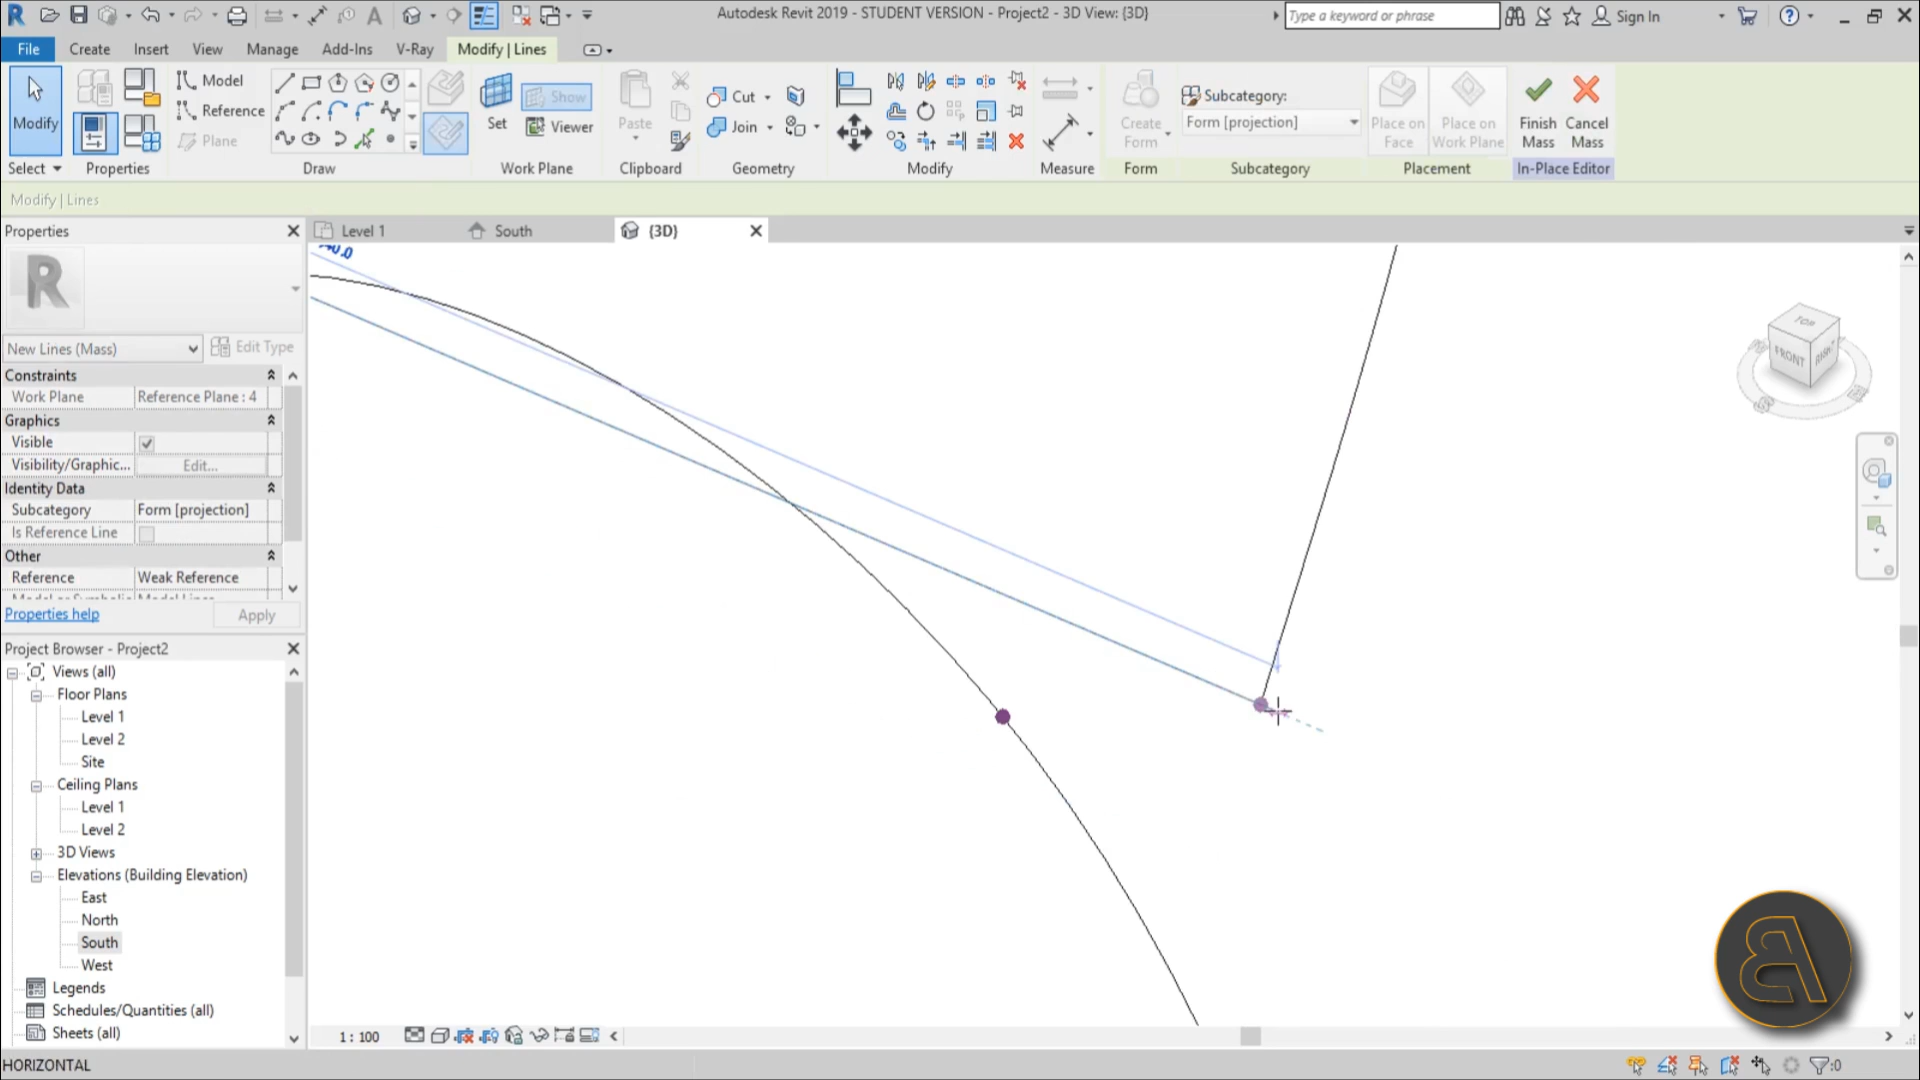 Autodesk Revit 2019 - STUDENT VERSION - Project2 - 3D View: {3D}
Type a keyword or phrase
Sign In
File Create Insert View Manage Add-Ins V-Ray Modify | Lines
Modify
Model
Reference
Plane
Set
Show
Viewer
Paste
Cut
Join
Create Form
Subcategory:
Form [projection]
Place on Face
Place on Work Plane
Finish Mass
Cancel Mass
Select Properties Draw Work Plane Clipboard Geometry Modify Measure Form Subcategory Placement In-Place Editor
Modify | Lines
Properties
Level 1
South
{3D}
New Lines (Mass)
Edit Type
Constraints
Work Plane Reference Plane : 4
Graphics
Visible
Visibility/Graphic... Edit...
Identity Data
Subcategory Form [projection]
Is Reference Line
Other
Reference Weak Reference
Properties help
Apply
Project Browser - Project2
Views (all)
Floor Plans
Level 1
Level 2
Site
Ceiling Plans
Level 1
Level 2
3D Views
Elevations (Building Elevation)
East
North
South
West
Legends
Schedules/Quantities (all)
Sheets (all)
TOP
FRONT
RIGHT
1 : 100
HORIZONTAL
:0